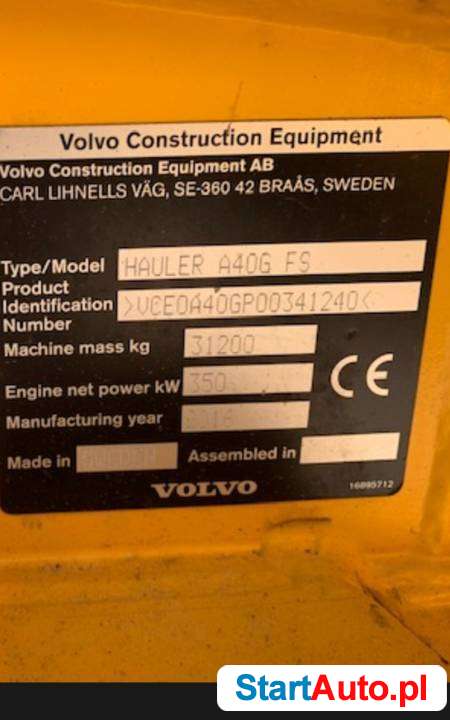 Volvo Construction Equipment
Volvo Construction Equipment AB
CARL LIHNELLS VÄG, SE-360 42 BRAÅS, SWEDEN
Type/Model HAULER A40G FS
Product Identification Number >VCE0A40GP00341240<
Machine mass kg 31200
Engine net power kW 350
Manufacturing year 2016
Made in SWEDEN Assembled in
CE
VOLVO
16895712
StartAuto.pl